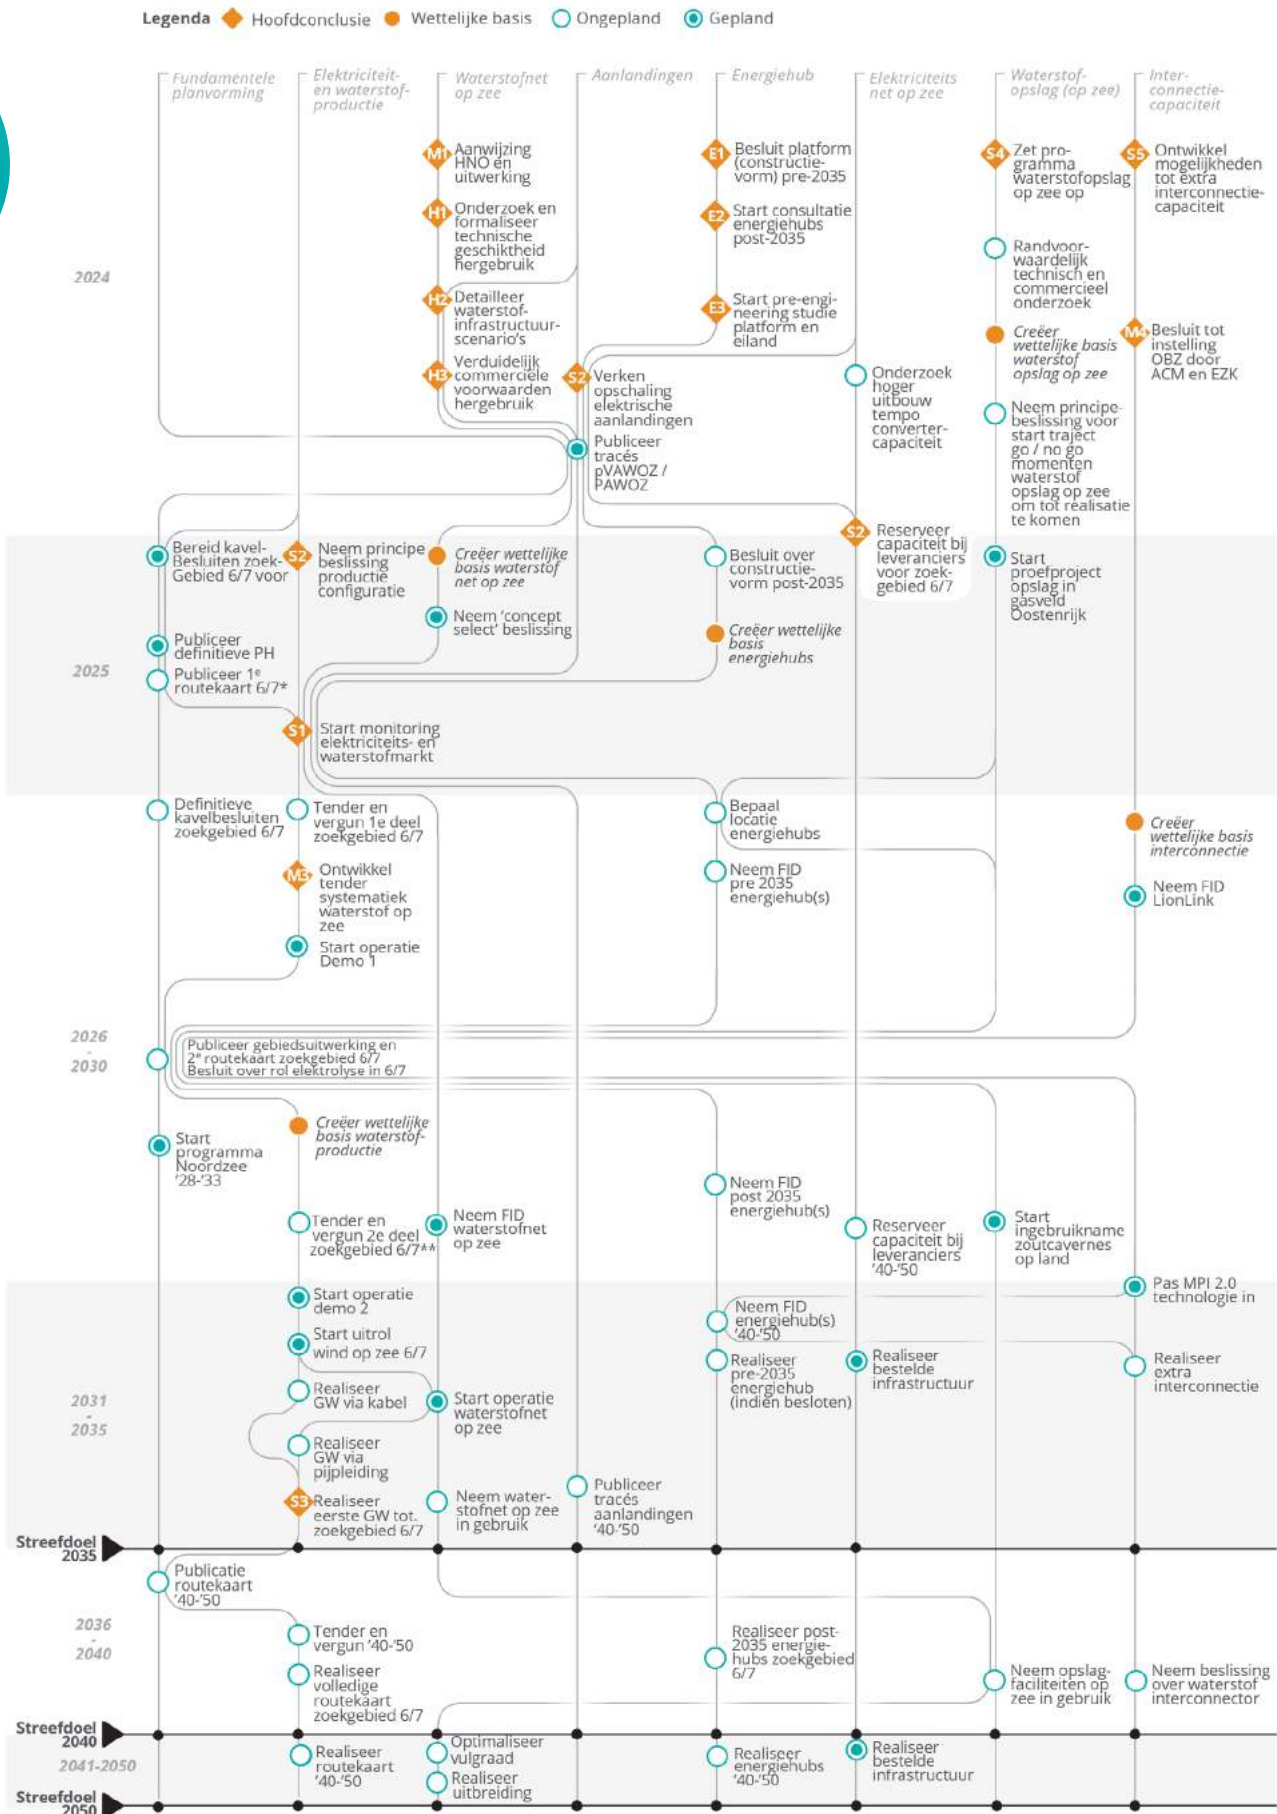 Legenda Hoofdconclusie Wettelijke basis Ongepland Gepland
Fundamentele
planvorming
Elektriciteit-
en waterstof-
productie
Waterstofnet
op zee
Aanlandingen
Energiehub
Elektriciteits
net op zee
Waterstof-
opslag (op zee)
Inter-
connectie-
capaciteit
2024
M1 Aanwijzing
HNO en
uitwerking
H1 Onderzoek en
formaliseer
technische
geschiktheid
hergebruik
H2 Detailleer
waterstof-
infrastructuur-
scenario's
H3 Verduidelijk
commerciële
voorwaarden
hergebruik
S2 Verken
opschaling
elektrische
aanlandingen
Publiceer
tracés
pVAWOZ /
PAWOZ
E1 Besluit platform
(constructie-
vorm) pre-2035
E2 Start consultatie
energiehubs
post-2035
E3 Start pre-engi-
neering studie
platform en
eiland
Onderzoek
hoger
uitbouw
tempo
converter-
capaciteit
S4 Zet pro-
gramma
waterstofopslag
op zee op
Randvoor-
waardelijk
technisch en
commercieel
onderzoek
Creëer
wettelijke basis
waterstof
opslag op zee
Neem principe-
beslissing voor
start traject
go / no go
momenten
waterstof
opslag op zee
om tot realisatie
te komen
S5 Ontwikkel
mogelijkheden
tot extra
interconnectie-
capaciteit
M4 Besluit tot
instelling
OBZ door
ACM en EZK
2025
Bereid kavel-
Besluiten zoek-
Gebied 6/7 voor
Publiceer
definitieve PH
Publiceer 1e
routekaart 6/7*
S2 Neem principe
beslissing
productie
configuratie
S1 Start monitoring
elektriciteits- en
waterstofmarkt
Creëer wettelijke
basis waterstof
net op zee
Neem ‘concept
select’ beslissing
Besluit over
constructie-
vorm post-2035
Creëer wettelijke
basis
energiehubs
S2 Reserveer
capaciteit bij
leveranciers
voor zoek-
gebied 6/7
Start
proefproject
opslag in
gasveld
Oostenrijk
2026
-
2030
Definitieve
kavelbesluiten
zoekgebied 6/7
Tender en
vergun 1e deel
zoekgebied 6/7
M3 Ontwikkel
tender
systematiek
waterstof op
zee
Start operatie
Demo 1
Bepaal
locatie
energiehubs
Neem FID
pre 2035
energiehub(s)
Creëer
wettelijke basis
interconnectie
Neem FID
LionLink
Publiceer gebiedsuitwerking en
2e routekaart zoekgebied 6/7
Besluit over rol elektrolyse in 6/7
Start
programma
Noordzee
'28-'33
Creëer wettelijke
basis waterstof-
productie
Tender en
vergun 2e deel
zoekgebied 6/7**
Neem FID
waterstofnet
op zee
Neem FID
post 2035
energiehub(s)
Reserveer
capaciteit bij
leveranciers
'40-'50
Start
ingebruikname
zoutcavernes
op land
2031
-
2035
Start operatie
demo 2
Start uitrol
wind op zee 6/7
Realiseer
GW via kabel
Realiseer
GW via
pijpleiding
S3 Realiseer
eerste GW tot.
zoekgebied 6/7
Start operatie
waterstofnet
op zee
Neem water-
stofnet op zee
in gebruik
Publiceer
tracés
aanlandingen
'40-'50
Neem FID
energiehub(s)
'40-'50
Realiseer
pre-2035
energiehub
(indien besloten)
Realiseer
bestelde
infrastructuur
Pas MPI 2.0
technologie in
Realiseer
extra
interconnectie
Streefdoel
2035
2036
-
2040
Publicatie
routekaart
'40-'50
Tender en
vergun '40-'50
Realiseer
volledige
routekaart
zoekgebied 6/7
Realiseer post-
2035 energie-
hubs zoekgebied
6/7
Neem opslag-
faciliteiten op
zee in gebruik
Neem beslissing
over waterstof
interconnector
Streefdoel
2040
2041-2050
Realiseer
routekaart
'40-'50
Optimaliseer
vulgraad
Realiseer
uitbreiding
Realiseer
energiehubs
'40-'50
Realiseer
bestelde
infrastructuur
Streefdoel
2050